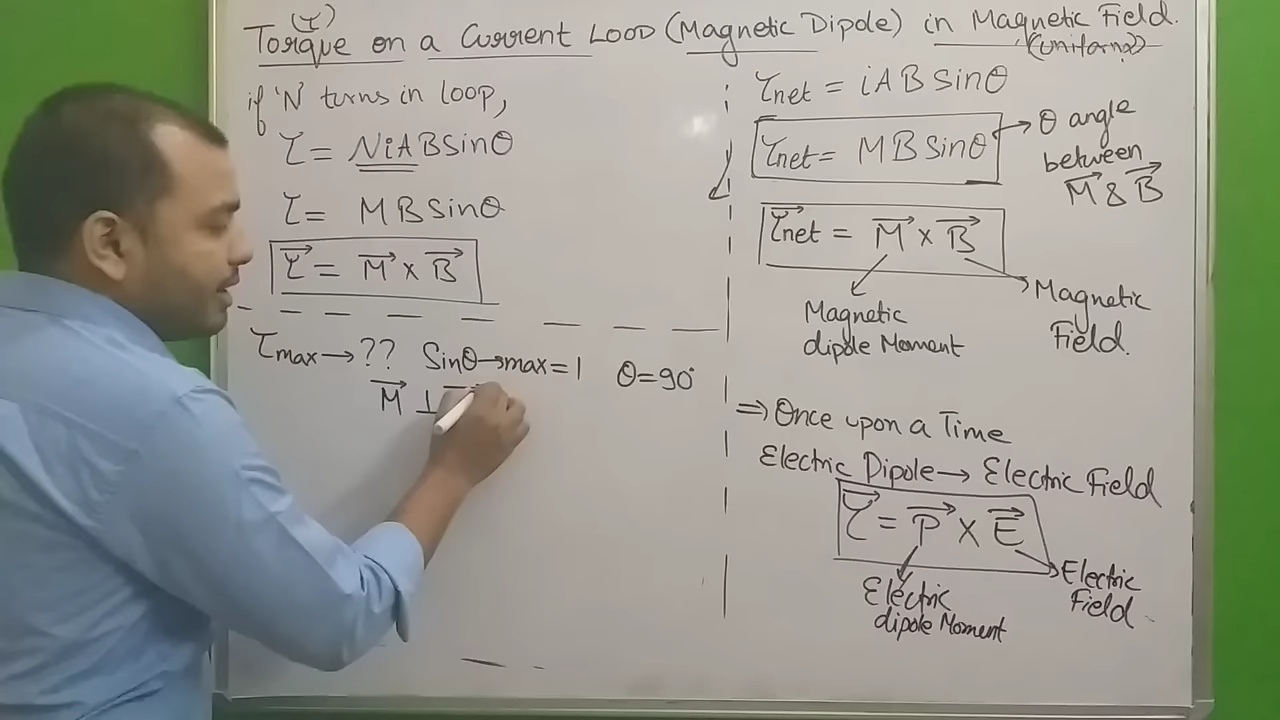 (τ)
Torque on a Current Loop (Magnetic Dipole) in Magnetic Field.
(Uniform)
if 'N' turns in loop,
τ = NiABsinθ
τ = MBsinθ
τ⃗ = M⃗ × B⃗
τmax → ?? Sinθ→max=1 θ=90°
M⃗ ⊥
τnet = iABsinθ
τnet = MBsinθ → θ angle
between
M⃗ & B⃗
τ⃗net = M⃗ × B⃗
Magnetic
dipole Moment
Magnetic
Field.
⇒ Once upon a Time
Electric Dipole → Electric Field
τ⃗ = P⃗ × E⃗
Electric
dipole Moment
Electric
Field